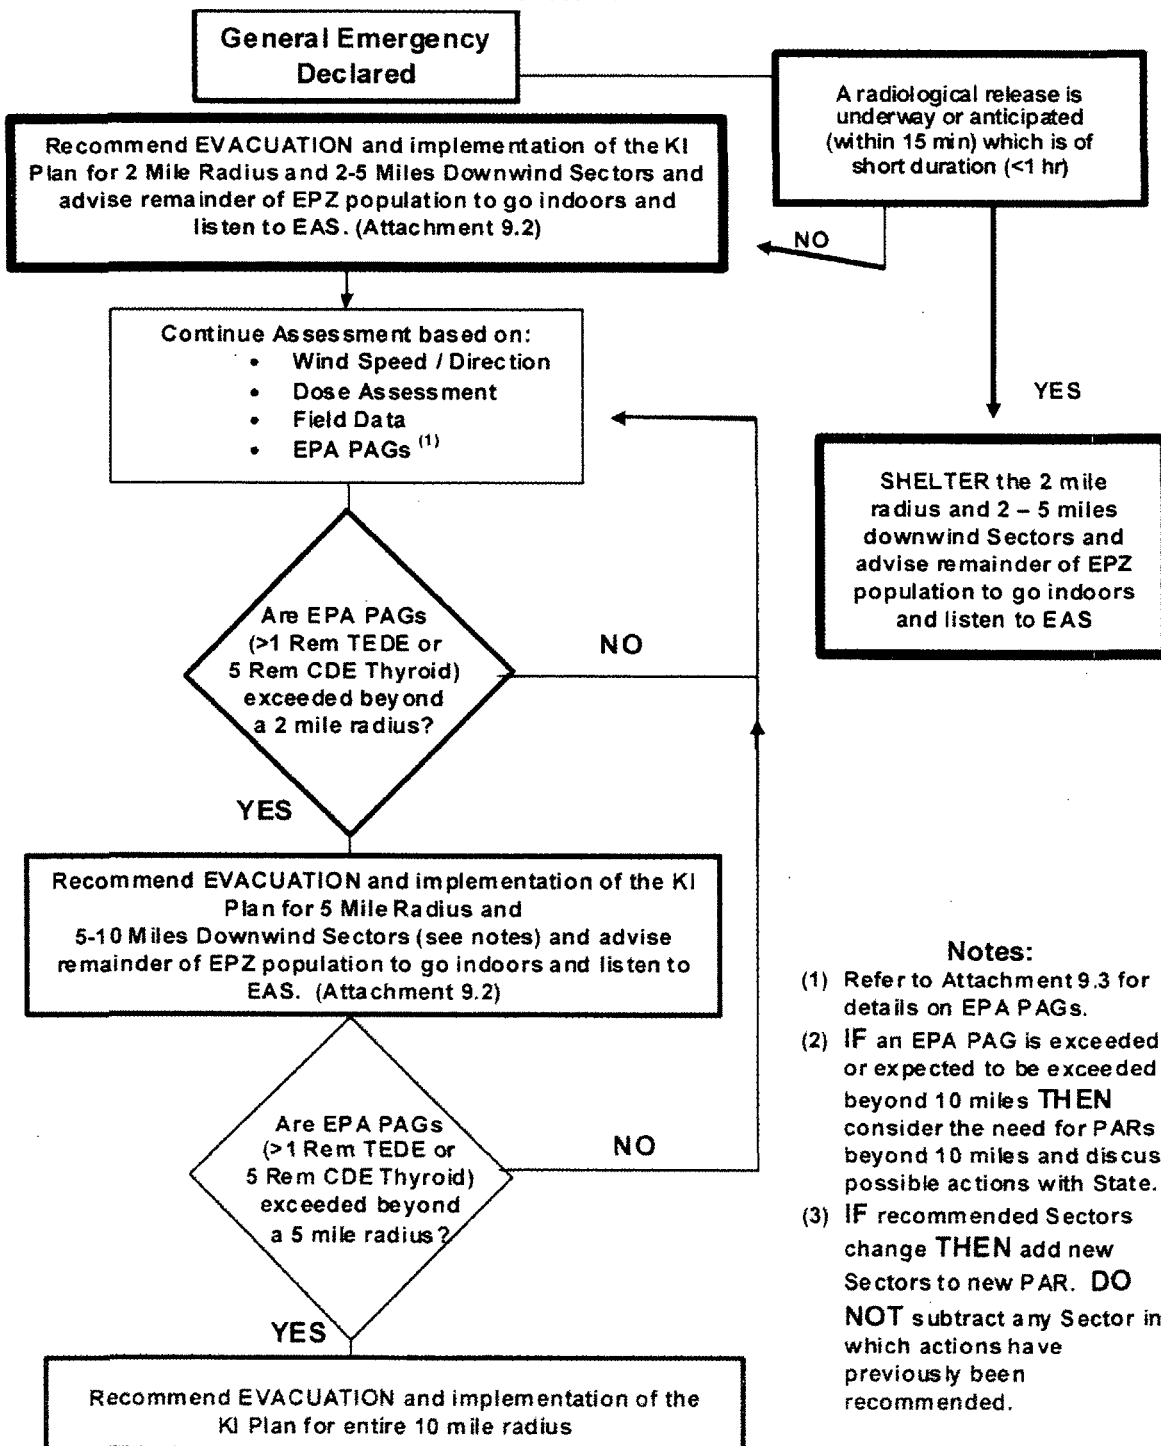 General Emergency
Declared
A radiological release is
underway or anticipated
(within 15 min) which is of
short duration (<1 hr)
Recommend EVACUATION and implementation of the KI
Plan for 2 Mile Radius and 2-5 Miles Downwind Sectors and
advise remainder of EPZ population to go indoors and
listen to EAS. (Attachment 9.2)
NO
YES
Continue Assessment based on:
• Wind Speed / Direction
• Dose Assessment
• Field Data
• EPA PAGs (1)
SHELTER the 2 mile
radius and 2 – 5 miles
downwind Sectors and
advise remainder of EPZ
population to go indoors
and listen to EAS
Are EPA PAGs
(>1 Rem TEDE or
5 Rem CDE Thyroid)
exceeded beyond
a 2 mile radius?
NO
YES
Recommend EVACUATION and implementation of the KI
Plan for 5 Mile Radius and
5-10 Miles Downwind Sectors (see notes) and advise
remainder of EPZ population to go indoors and listen to
EAS. (Attachment 9.2)
Are EPA PAGs
(>1 Rem TEDE or
5 Rem CDE Thyroid)
exceeded beyond
a 5 mile radius?
NO
YES
Recommend EVACUATION and implementation of the
KI Plan for entire 10 mile radius
Notes:
(1) Refer to Attachment 9.3 for
details on EPA PAGs.
(2) IF an EPA PAG is exceeded
or expected to be exceeded
beyond 10 miles THEN
consider the need for PARs
beyond 10 miles and discus
possible actions with State.
(3) IF recommended Sectors
change THEN add new
Sectors to new PAR. DO
NOT subtract any Sector in
which actions have
previously been
recommended.